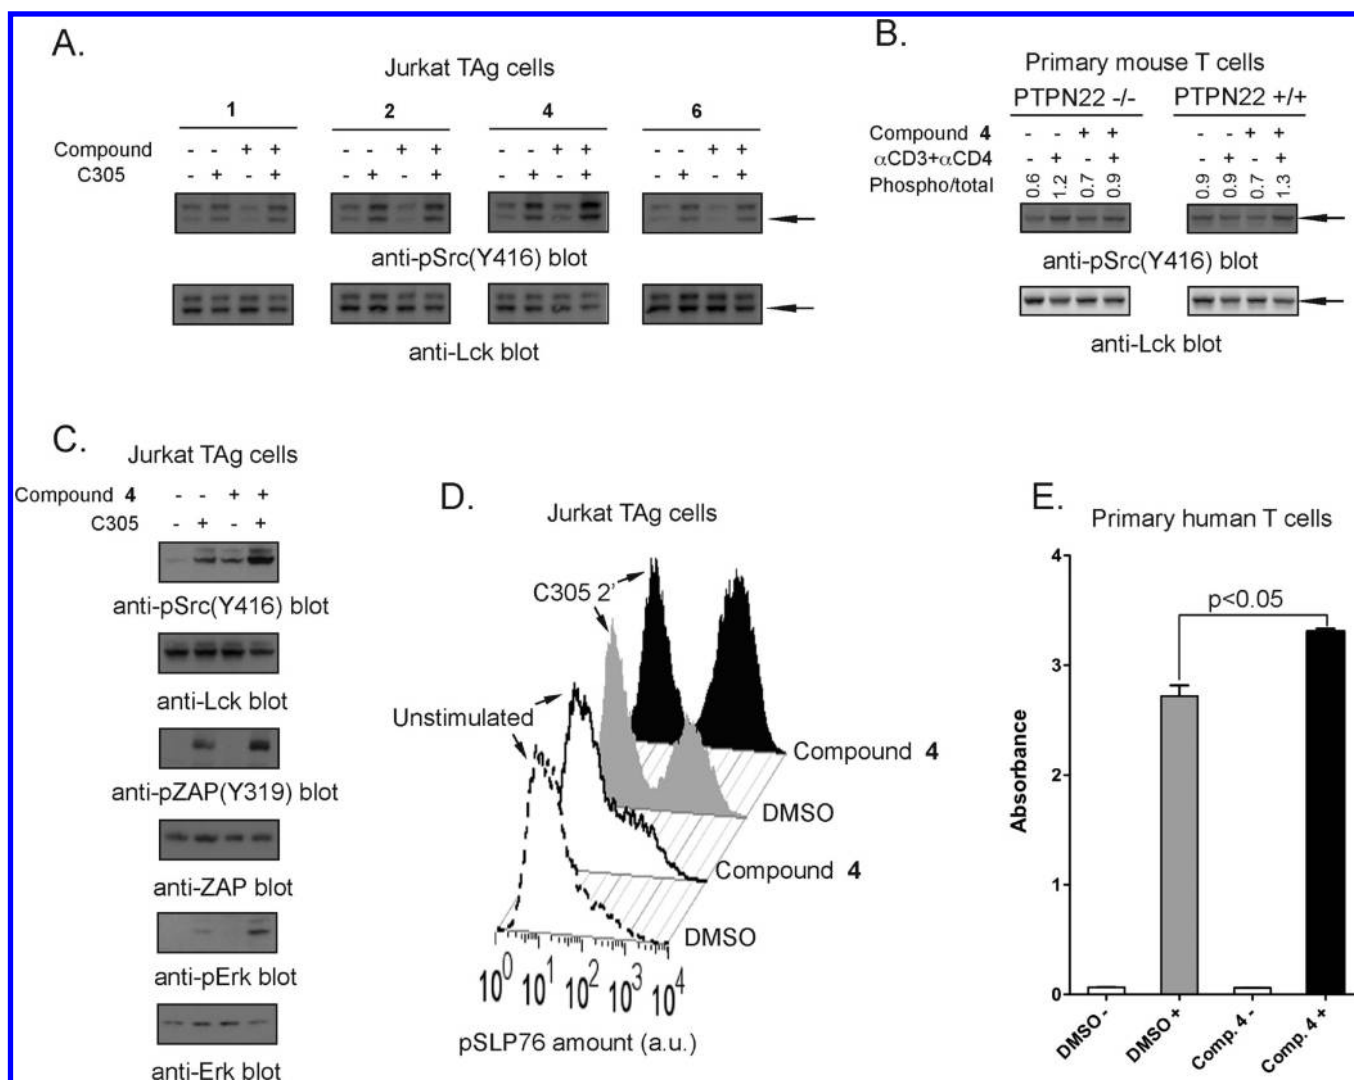 A.
Jurkat TAg cells
1 2 4 6
Compound - - + + - - + + - - + + - - + +
C305 - + - + - + - + - + - + - + - +
anti-pSrc(Y416) blot
anti-Lck blot
B.
Primary mouse T cells
PTPN22 -/- PTPN22 +/+
Compound 4 - - + + - - + +
αCD3+αCD4 - + - + - + - +
Phospho/total 0.6 1.2 0.7 0.9 0.9 0.9 0.7 1.3
anti-pSrc(Y416) blot
anti-Lck blot
C.
Jurkat TAg cells
Compound 4 - - + +
C305 - + - +
anti-pSrc(Y416) blot
anti-Lck blot
anti-pZAP(Y319) blot
anti-ZAP blot
anti-pErk blot
anti-Erk blot
D.
Jurkat TAg cells
C305 2'
Unstimulated
Compound 4
DMSO
Compound 4
DMSO
10^0 10^1 10^2 10^3 10^4
pSLP76 amount (a.u.)
E.
Primary human T cells
4
p<0.05
3
2
1
0
Absorbance
DMSO - DMSO + Comp. 4 - Comp. 4 +